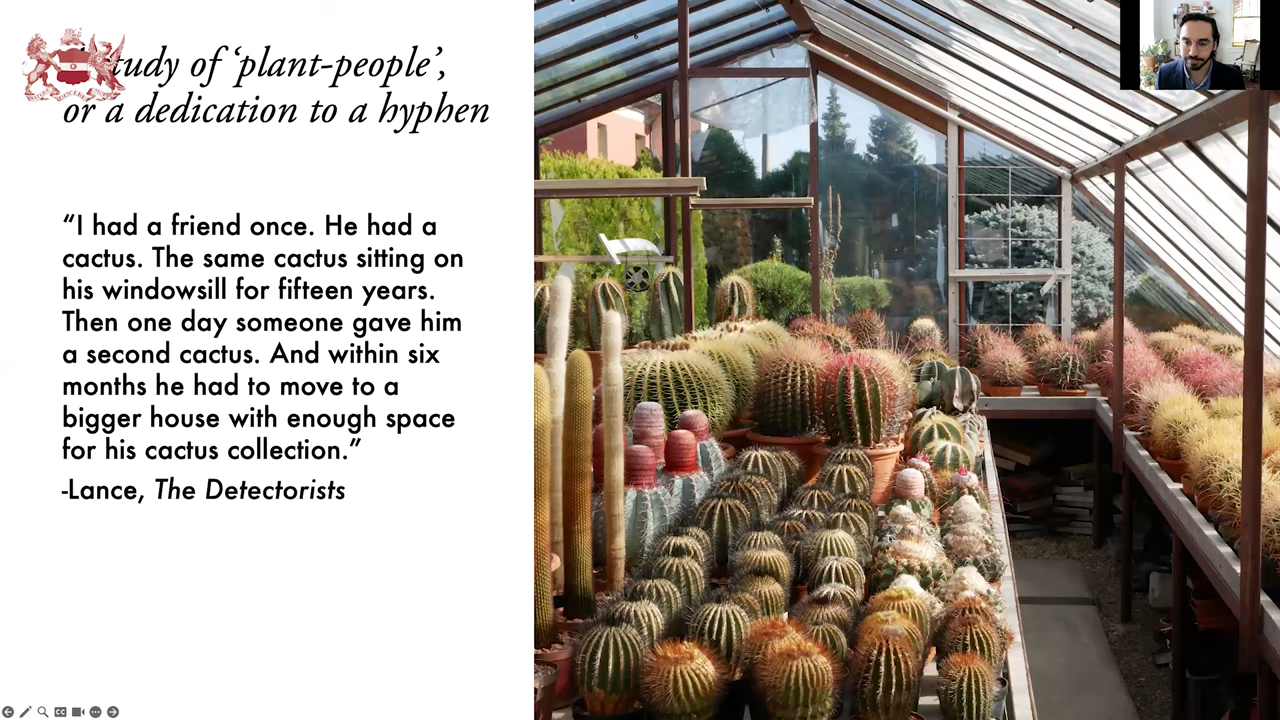 tudy of ‘plant-people’,
or a dedication to a hyphen
“I had a friend once. He had a
cactus. The same cactus sitting on
his windowsill for fifteen years.
Then one day someone gave him
a second cactus. And within six
months he had to move to a
bigger house with enough space
for his cactus collection.”
-Lance, The Detectorists